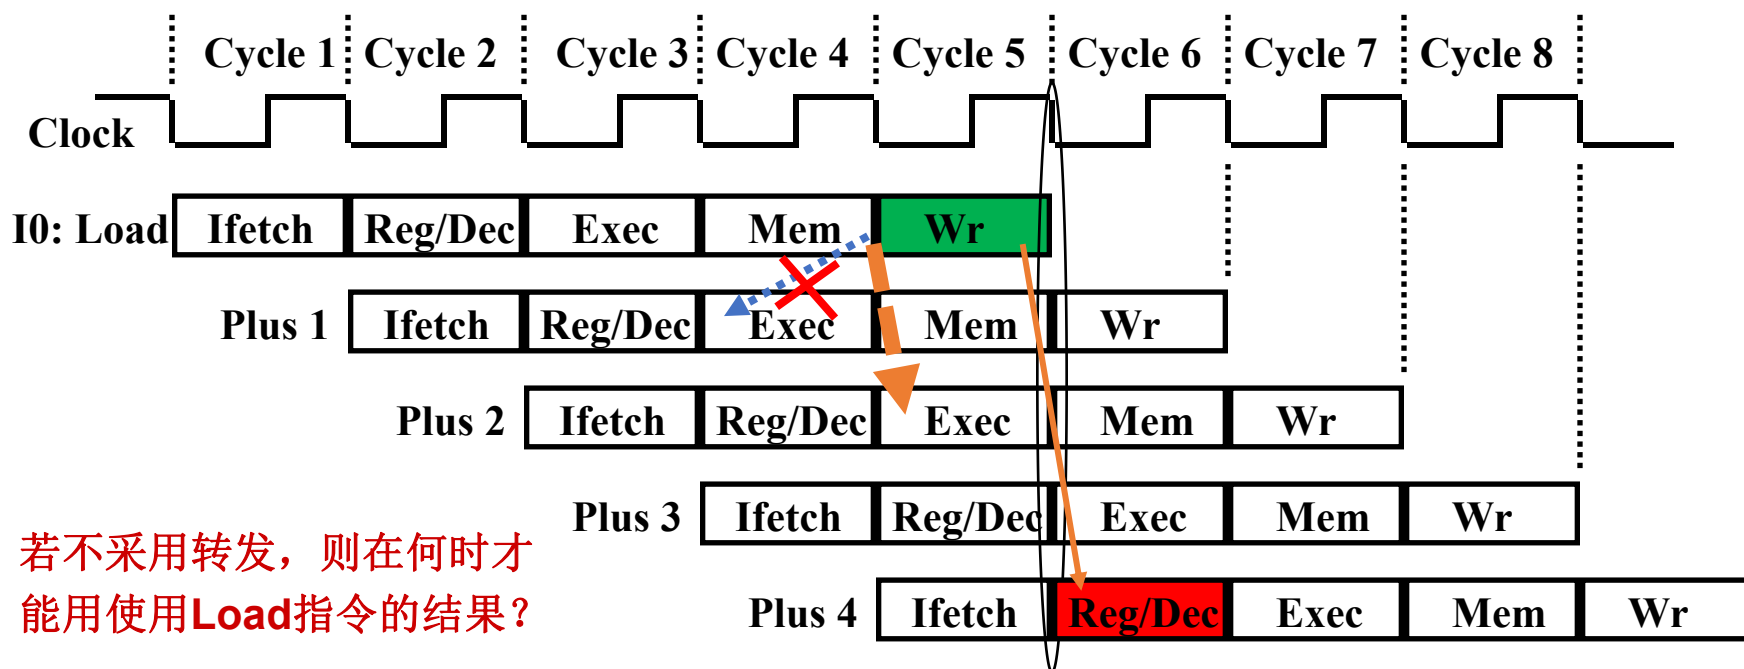 Cycle 1 Cycle 2 Cycle 3 Cycle 4 Cycle 5 Cycle 6 Cycle 7 Cycle 8
Clock
I0: Load Ifetch Reg/Dec Exec Mem Wr
Plus 1 Ifetch Reg/Dec Exec Mem Wr
Plus 2 Ifetch Reg/Dec Exec Mem Wr
Plus 3 Ifetch Reg/Dec Exec Mem Wr
Plus 4 Ifetch Reg/Dec Exec Mem Wr
若不采用转发，则在何时才
能用使用Load指令的结果？